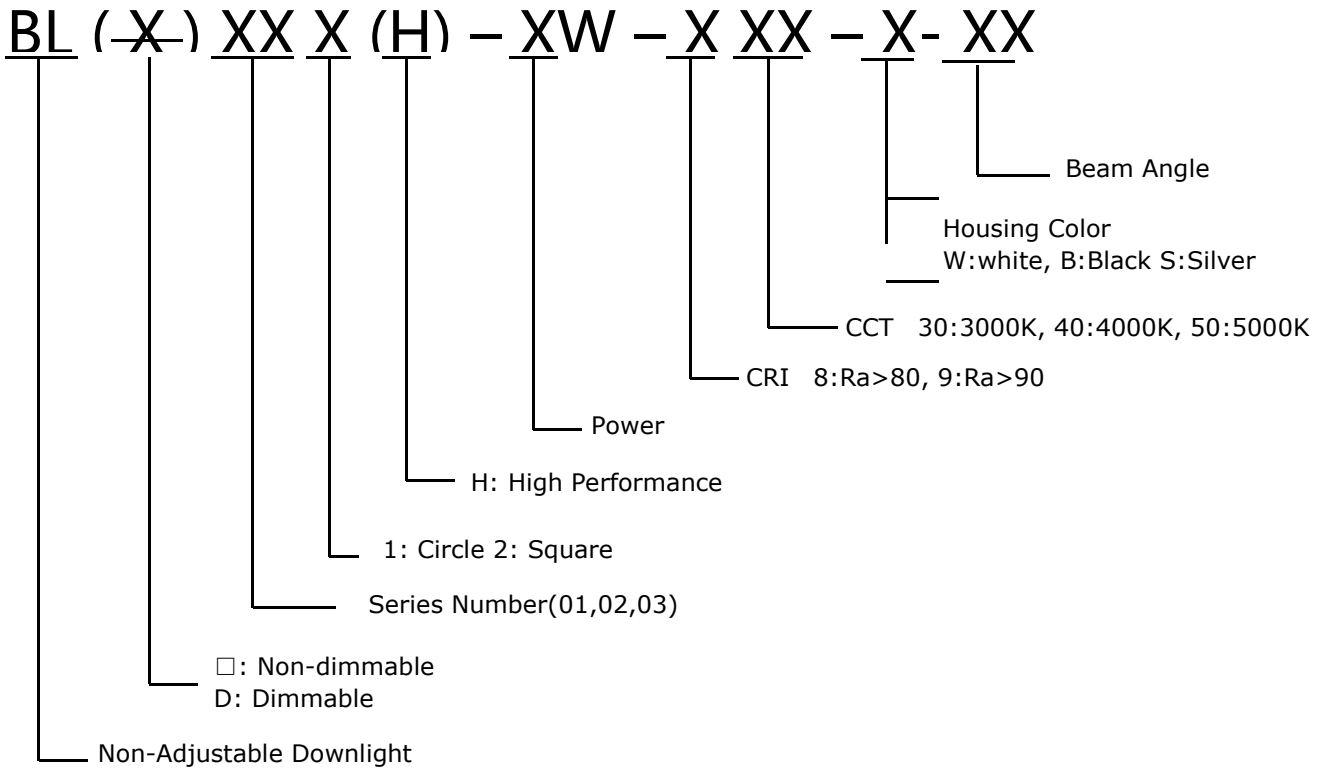 BL (X) XX X (H) – XW – X XX – X- XX
Beam Angle
Housing Color
W:white, B:Black S:Silver
CCT 30:3000K, 40:4000K, 50:5000K
CRI 8:Ra>80, 9:Ra>90
Power
H: High Performance
1: Circle 2: Square
Series Number(01,02,03)
□: Non-dimmable
D: Dimmable
Non-Adjustable Downlight